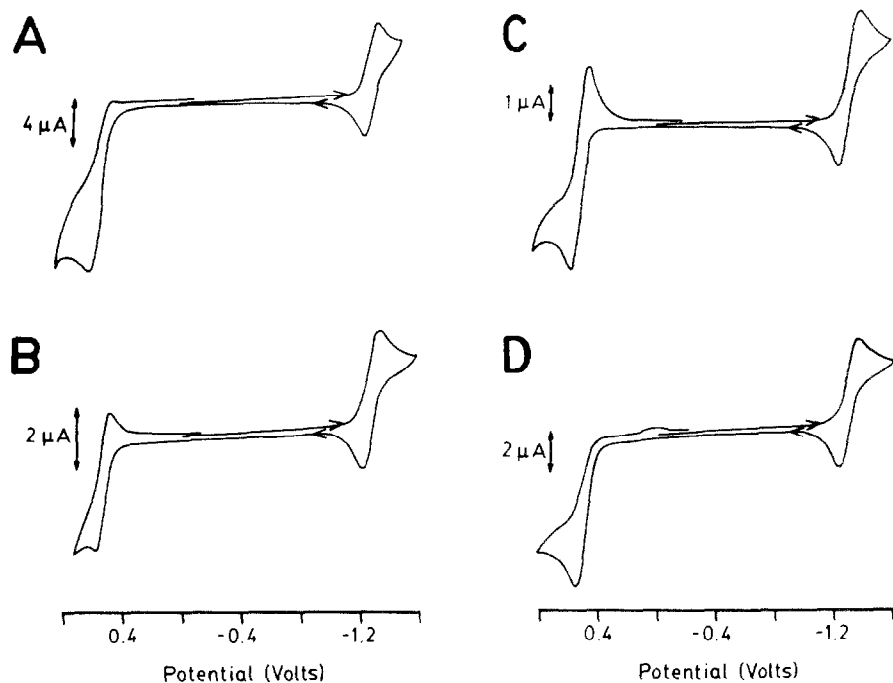 A
4 μA
B
2 μA
0.4 -0.4 -1.2
Potential (Volts)
C
1 μA
D
2 μA
0.4 -0.4 -1.2
Potential (Volts)